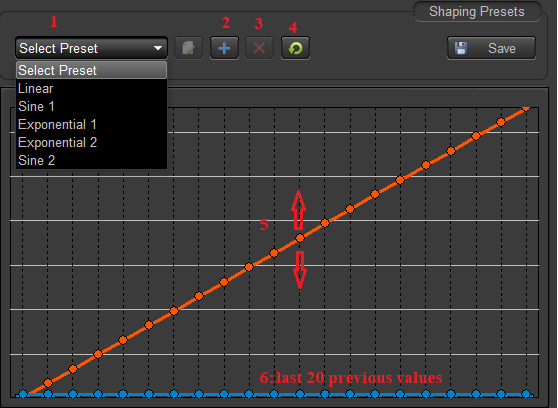 Shaping Presets
1
2
3
4
Select Preset
Save
Select Preset
Linear
Sine 1
Exponential 1
Exponential 2
Sine 2
5
6:last 20 previous values